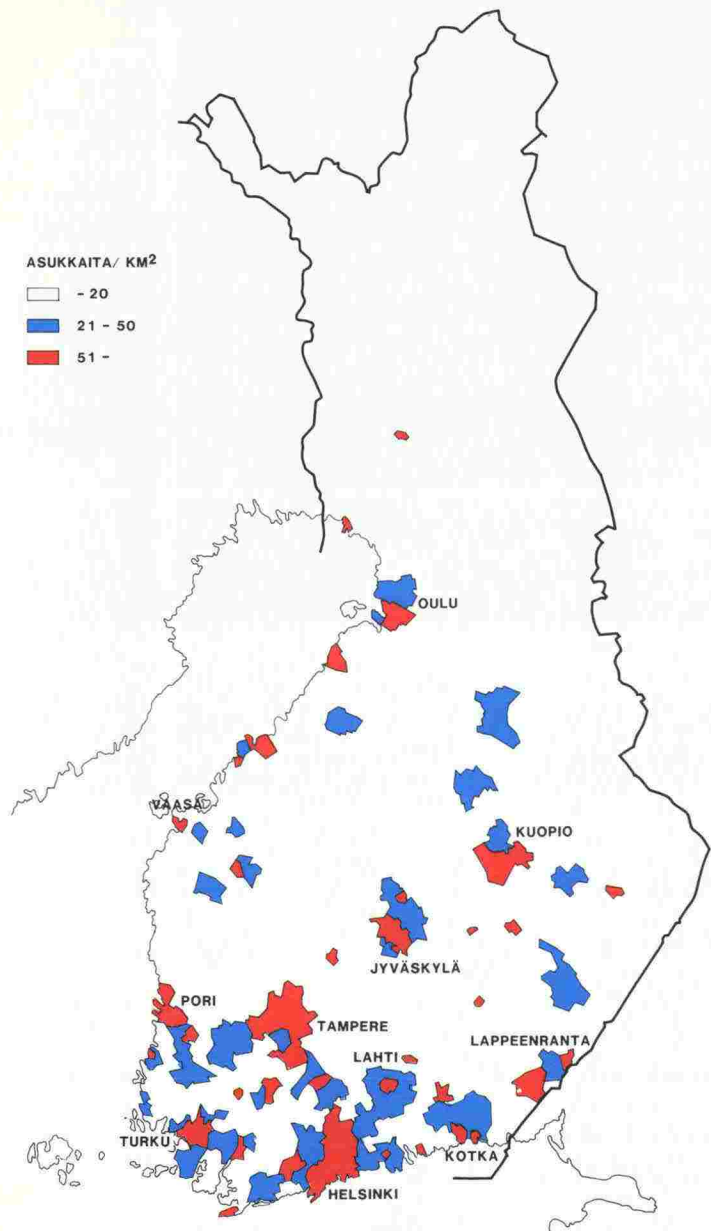 ASUKKAITA/ KM²
- 20
21 - 50
51 -
OULU
VAASA
KUOPIO
JYVÄSKYLÄ
PORI
TAMPERE
LAHTI
LAPPEENRANTA
TURKU
KOTKA
HELSINKI